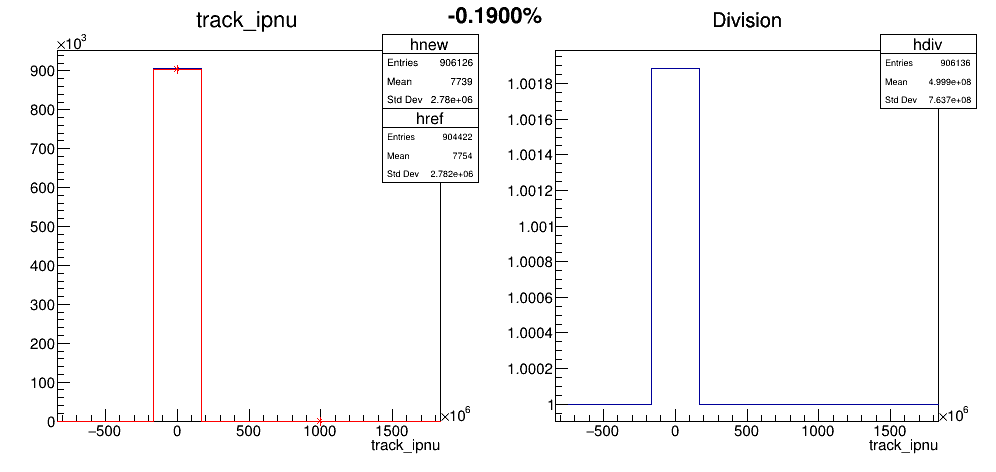 -0.1900%
track_ipnu
×10³
900
800
700
600
500
400
300
200
100
0
−500 0 500 1000 1500
×10⁶
track_ipnu
hnew
Entries 906126
Mean 7739
Std Dev 2.78e+06
href
Entries 904422
Mean 7754
Std Dev 2.782e+06
Division
1.0018
1.0016
1.0014
1.0012
1.001
1.0008
1.0006
1.0004
1.0002
1
−500 0 500 1000 1500
×10⁶
track_ipnu
hdiv
Entries 906136
Mean 4.999e+08
Std Dev 7.637e+08